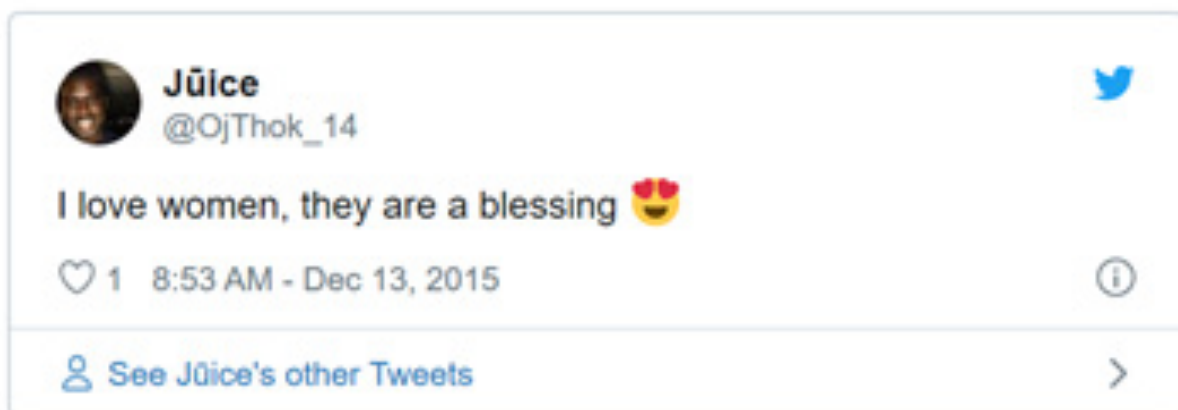 Jūice
@OjThok_14
I love women, they are a blessing 😍
1 8:53 AM - Dec 13, 2015
See Jūice's other Tweets